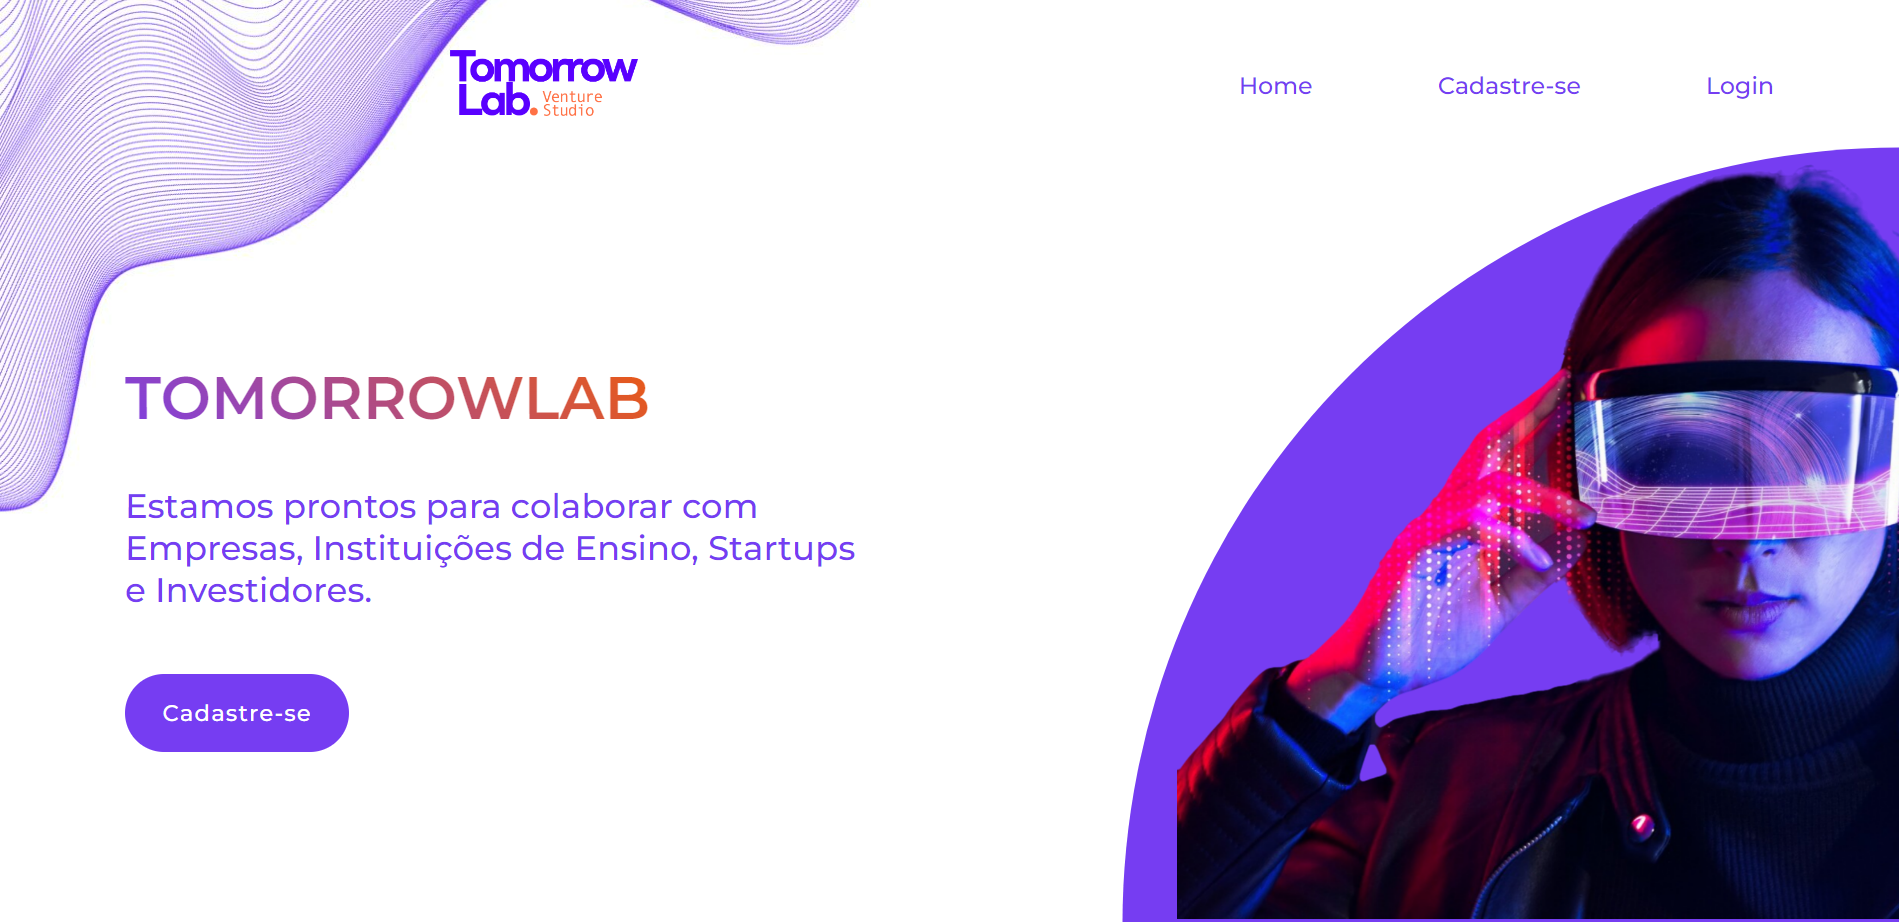 Tomorrow
Lab. Venture
Studio
Home Cadastre-se Login
TOMORROWLAB
Estamos prontos para colaborar com
Empresas, Instituições de Ensino, Startups
e Investidores.
Cadastre-se